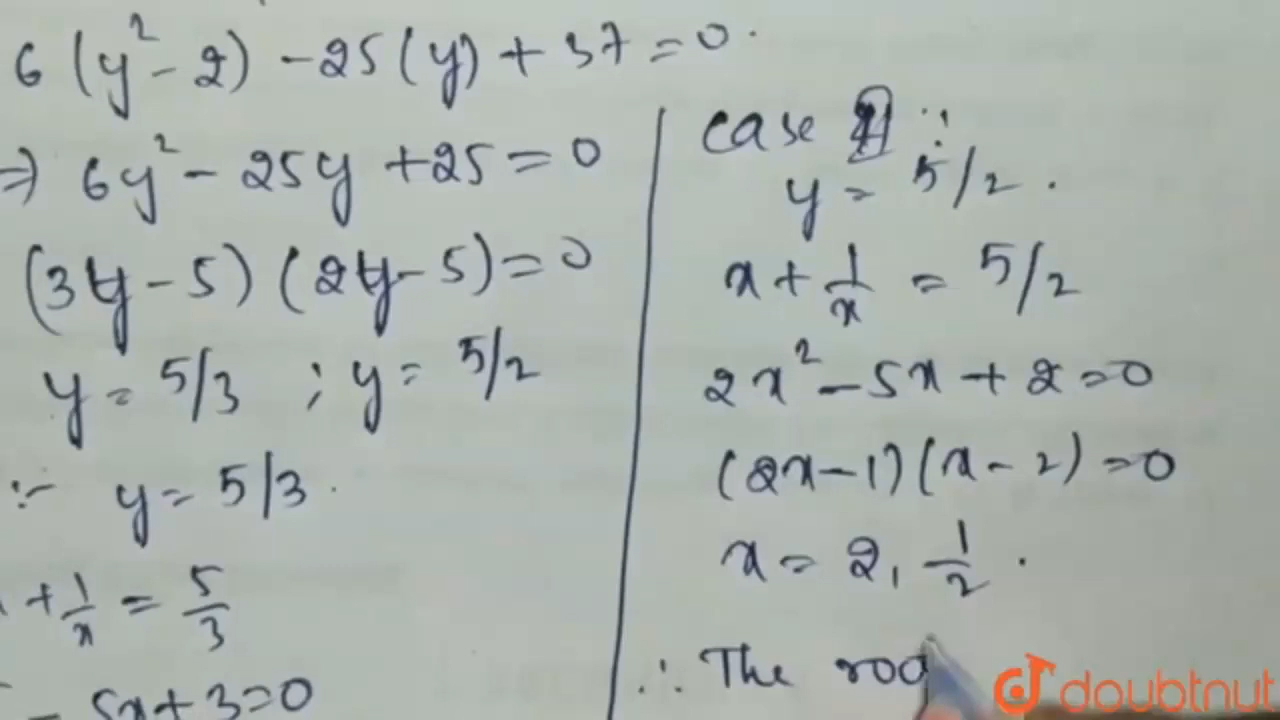 6(y² - 2) - 25(y) + 37 = 0.
⇒ 6y² - 25y + 25 = 0
(3y - 5)(2y - 5) = 0
y = 5/3 ; y = 5/2
:- y = 5/3.
+ 1/x = 5/3
- 5x + 3 = 0
Case II :
y = 5/2.
x + 1/x = 5/2
2x² - 5x + 2 = 0
(2x - 1)(x - 2) = 0
x = 2, 1/2.
∴ The roo
doubtnut